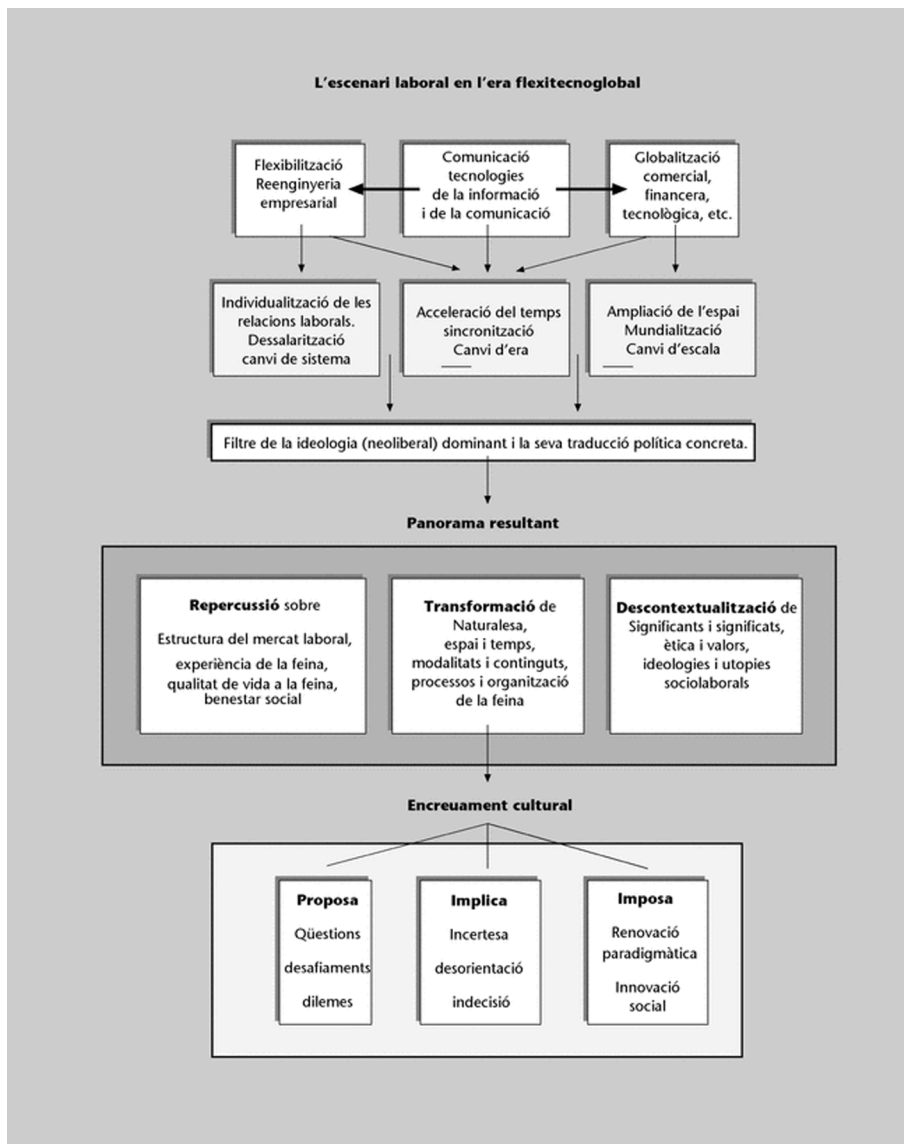 L'escenari laboral en l'era flexitecnoglobal
Flexibilització
Reenginyeria
empresarial
Comunicació
tecnologies
de la informació
i de la comunicació
Globalització
comercial,
financera,
tecnològica, etc.
Individualització de les
relacions laborals.
Dessalarització
canvi de sistema
Acceleració del temps
sincronització
Canvi d'era
Ampliació de l'espai
Mundialització
Canvi d'escala
Filtre de la ideologia (neoliberal) dominant i la seva traducció política concreta.
Panorama resultant
Repercussió sobre
Estructura del mercat laboral,
experiència de la feina,
qualitat de vida a la feina,
benestar social
Transformació de
Naturalesa,
espai i temps,
modalitats i continguts,
processos i organització
de la feina
Descontextualització de
Significants i significats,
ètica i valors,
ideologies i utopies
sociolaborals
Encreuament cultural
Proposa
Qüestions
desafiaments
dilemes
Implica
Incertesa
desorientació
indecisió
Imposa
Renovació
paradigmàtica
Innovació
social